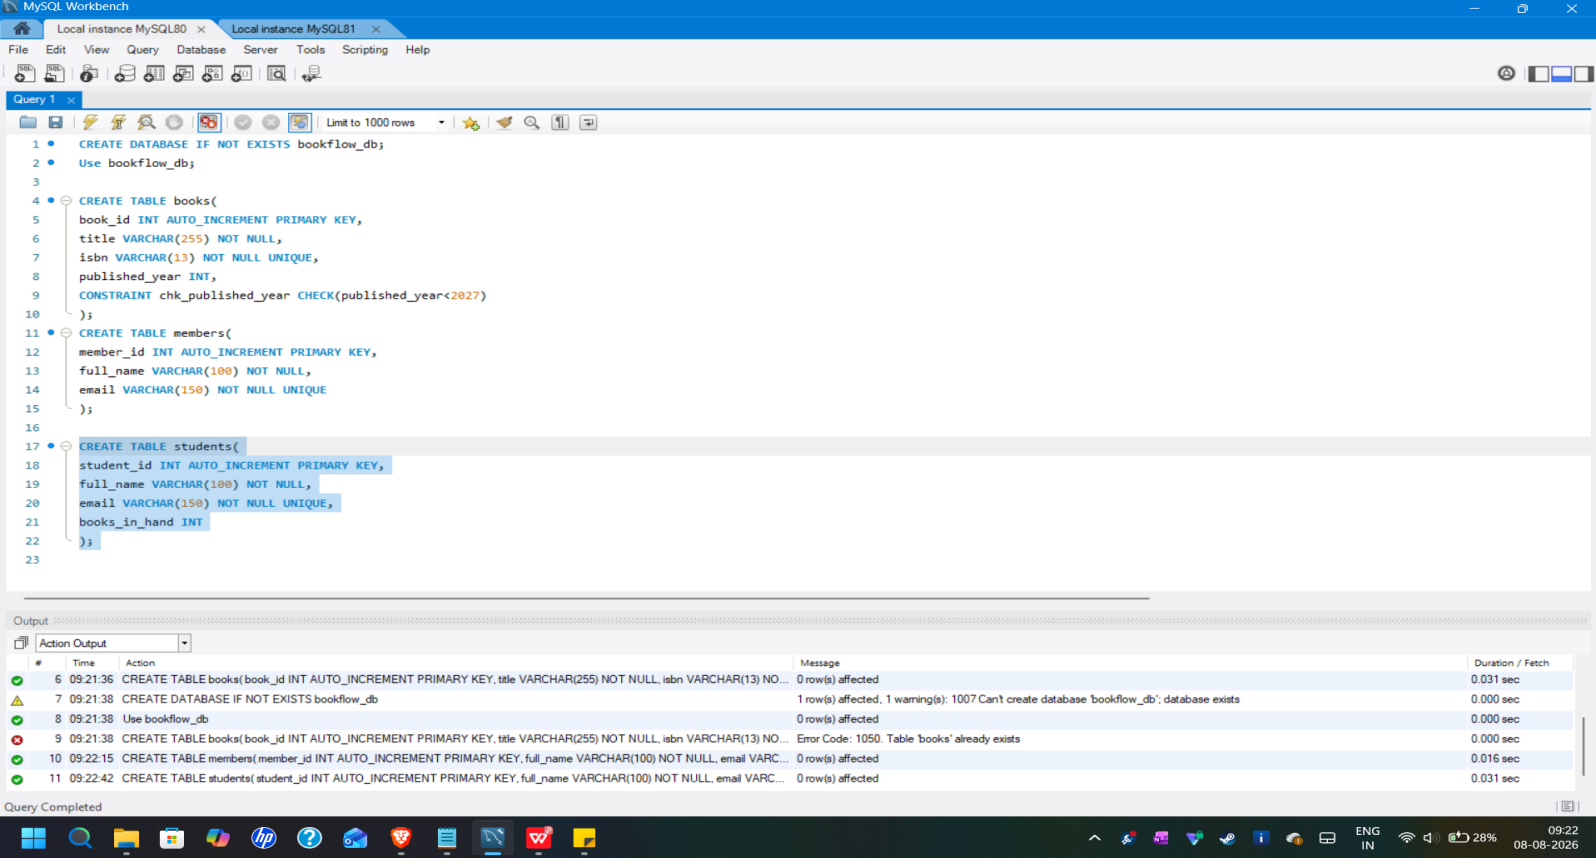 MySQL Workbench
Local instance MySQL80 × Local instance MySQL81 ×
File Edit View Query Database Server Tools Scripting Help
Query 1 ×
Limit to 1000 rows
1 CREATE DATABASE IF NOT EXISTS bookflow_db;
2 Use bookflow_db;
3
4 CREATE TABLE books(
5 book_id INT AUTO_INCREMENT PRIMARY KEY,
6 title VARCHAR(255) NOT NULL,
7 isbn VARCHAR(13) NOT NULL UNIQUE,
8 published_year INT,
9 CONSTRAINT chk_published_year CHECK(published_year<2027)
10 );
11 CREATE TABLE members(
12 member_id INT AUTO_INCREMENT PRIMARY KEY,
13 full_name VARCHAR(100) NOT NULL,
14 email VARCHAR(150) NOT NULL UNIQUE
15 );
16
17 CREATE TABLE students(
18 student_id INT AUTO_INCREMENT PRIMARY KEY,
19 full_name VARCHAR(100) NOT NULL,
20 email VARCHAR(150) NOT NULL UNIQUE,
21 books_in_hand INT
22 );
23
Output
Action Output
# Time Action Message Duration / Fetch
6 09:21:36 CREATE TABLE books( book_id INT AUTO_INCREMENT PRIMARY KEY, title VARCHAR(255) NOT NULL, isbn VARCHAR(13) NO... 0 row(s) affected 0.031 sec
7 09:21:38 CREATE DATABASE IF NOT EXISTS bookflow_db 1 row(s) affected, 1 warning(s): 1007 Can't create database 'bookflow_db'; database exists 0.000 sec
8 09:21:38 Use bookflow_db 0 row(s) affected 0.000 sec
9 09:21:38 CREATE TABLE books( book_id INT AUTO_INCREMENT PRIMARY KEY, title VARCHAR(255) NOT NULL, isbn VARCHAR(13) NO... Error Code: 1050. Table 'books' already exists 0.000 sec
10 09:22:15 CREATE TABLE members( member_id INT AUTO_INCREMENT PRIMARY KEY, full_name VARCHAR(100) NOT NULL, email VARC... 0 row(s) affected 0.016 sec
11 09:22:42 CREATE TABLE students( student_id INT AUTO_INCREMENT PRIMARY KEY, full_name VARCHAR(100) NOT NULL, email VARC... 0 row(s) affected 0.031 sec
Query Completed
ENG
IN
28%
09:22
08-08-2026